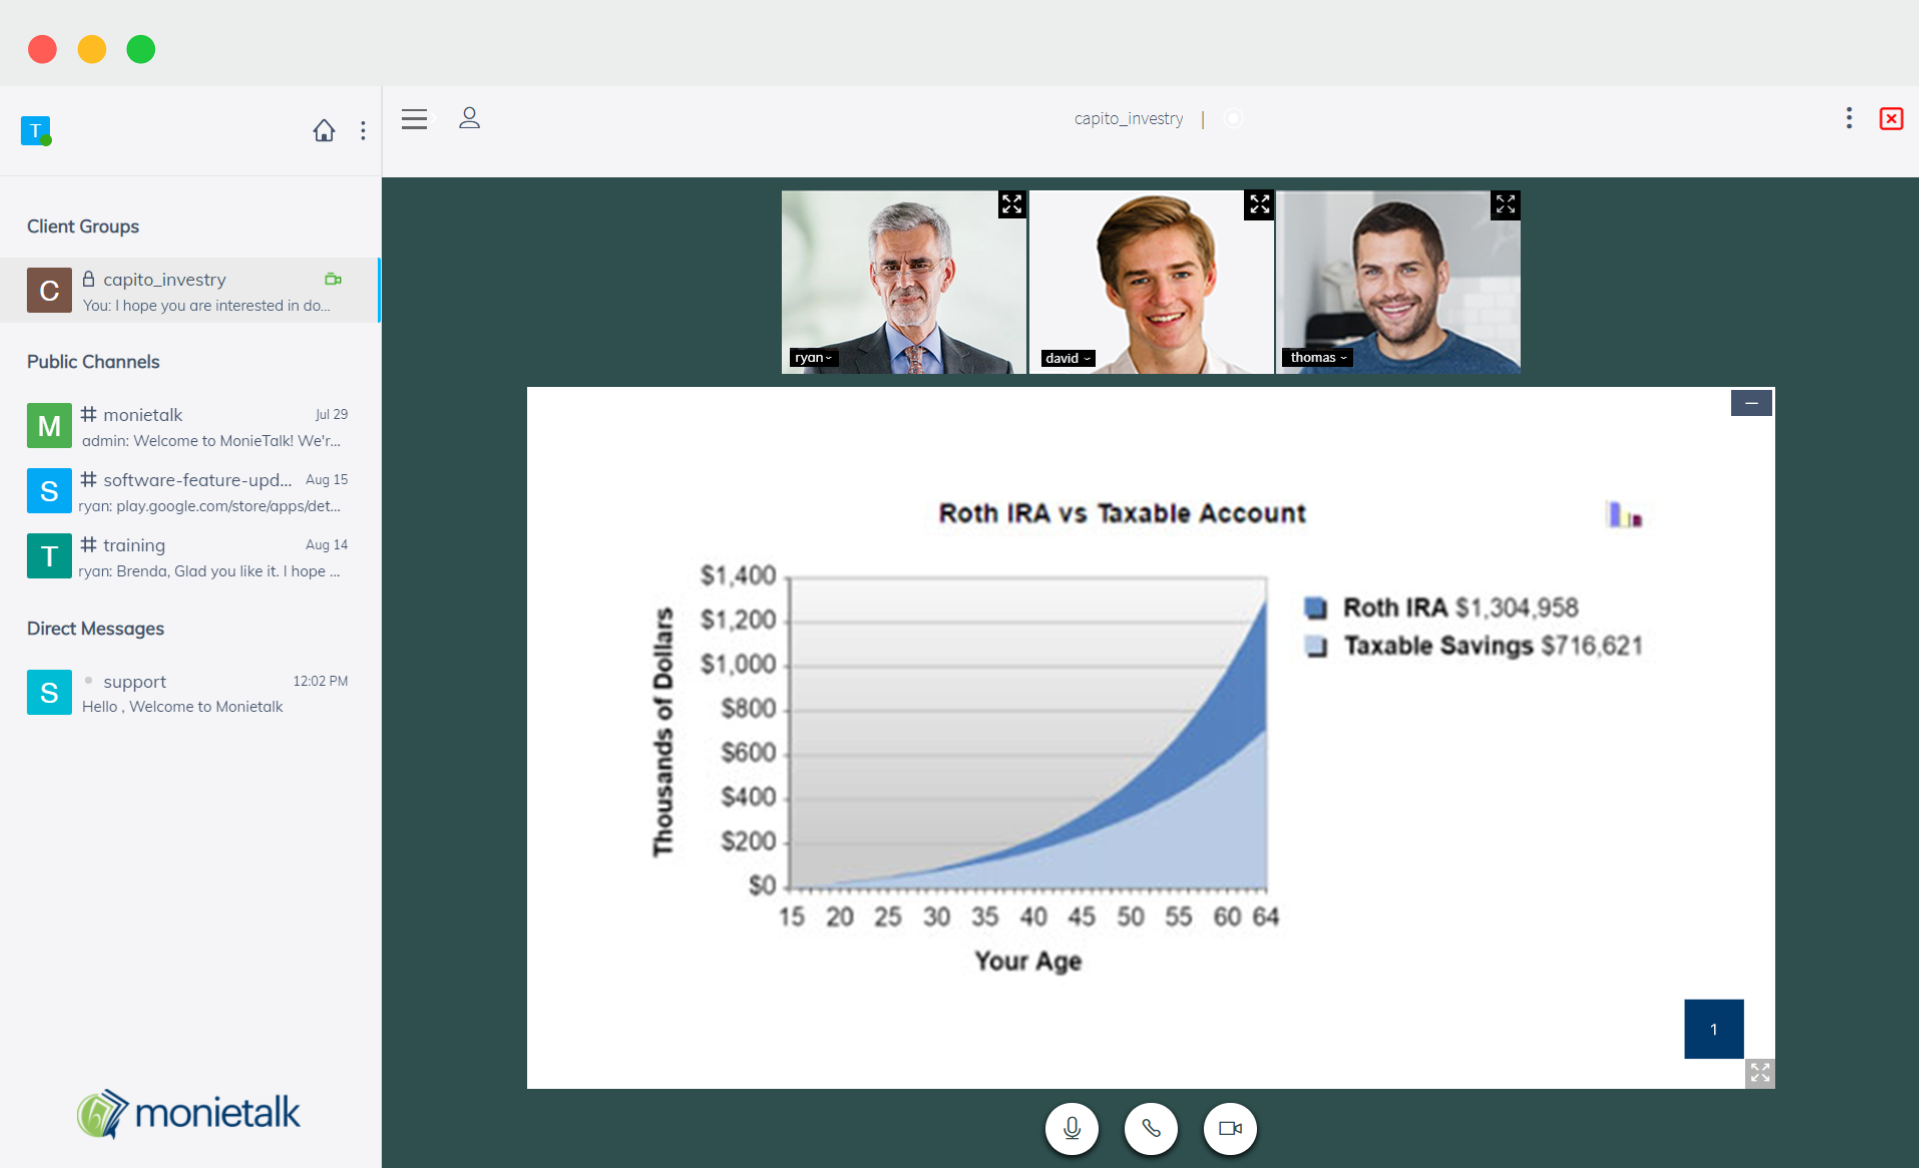 T
capito_investry |
Client Groups
C
capito_investry
You: I hope you are interested in do...
Public Channels
M
# monietalk
Jul 29
admin: Welcome to MonieTalk! We'r...
S
# software-feature-upd...
Aug 15
ryan: play.google.com/store/apps/det...
T
# training
Aug 14
ryan: Brenda, Glad you like it. I hope ...
Direct Messages
S
support
12:02 PM
Hello , Welcome to Monietalk
monietalk
ryan
david
thomas
Roth IRA vs Taxable Account
Thousands of Dollars
$1,400
$1,200
$1,000
$800
$600
$400
$200
$0
15 20 25 30 35 40 45 50 55 60 64
Your Age
Roth IRA $1,304,958
Taxable Savings $716,621
1